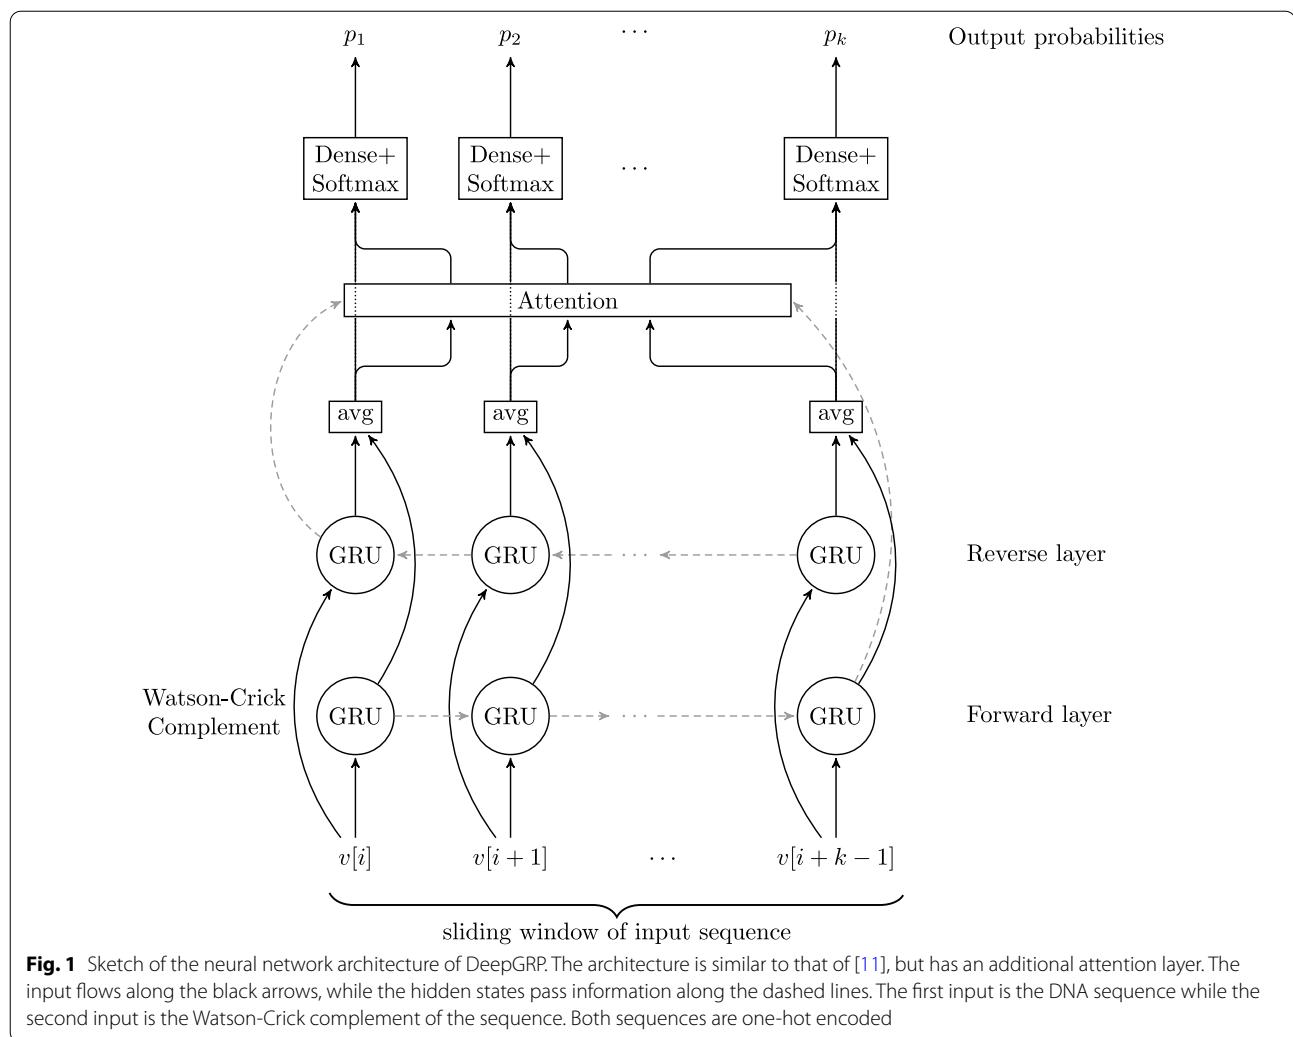 p1 p2 ··· pk Output probabilities
Dense+ Dense+ Dense+
Softmax Softmax ··· Softmax
Attention
avg avg avg
GRU GRU ··· GRU Reverse layer
Watson-Crick
Complement
GRU GRU ··· GRU Forward layer
v[i] v[i + 1] ··· v[i + k − 1]
sliding window of input sequence
Fig. 1 Sketch of the neural network architecture of DeepGRP. The architecture is similar to that of [11], but has an additional attention layer. The
input flows along the black arrows, while the hidden states pass information along the dashed lines. The first input is the DNA sequence while the
second input is the Watson-Crick complement of the sequence. Both sequences are one-hot encoded